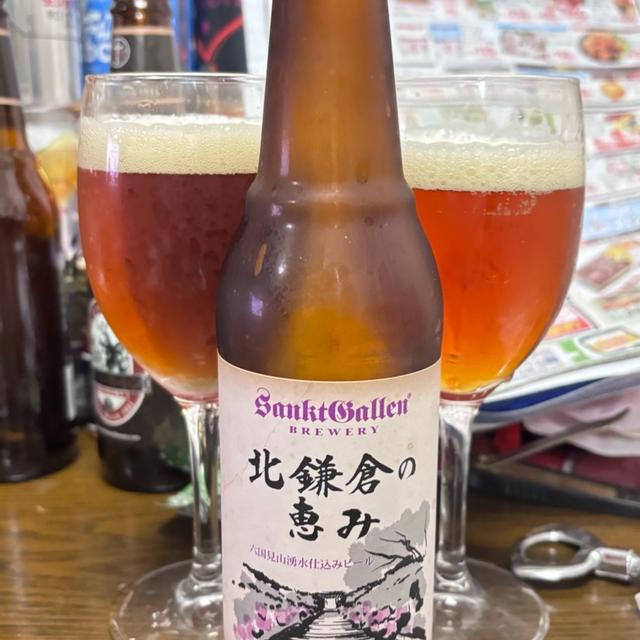 SanktGallen
BREWERY
北鎌倉の
恵み
六国見山湧水仕込みビール